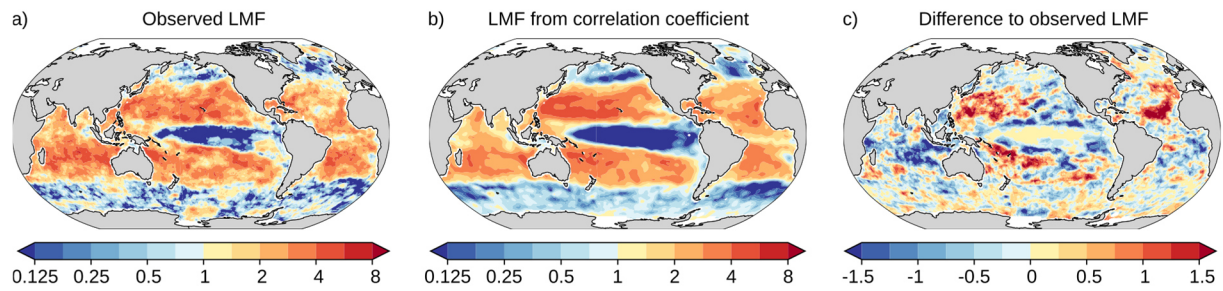 a) Observed LMF
b) LMF from correlation coefficient
c) Difference to observed LMF
0.125 0.25 0.5 1 2 4 8
0.125 0.25 0.5 1 2 4 8
-1.5 -1 -0.5 0 0.5 1 1.5